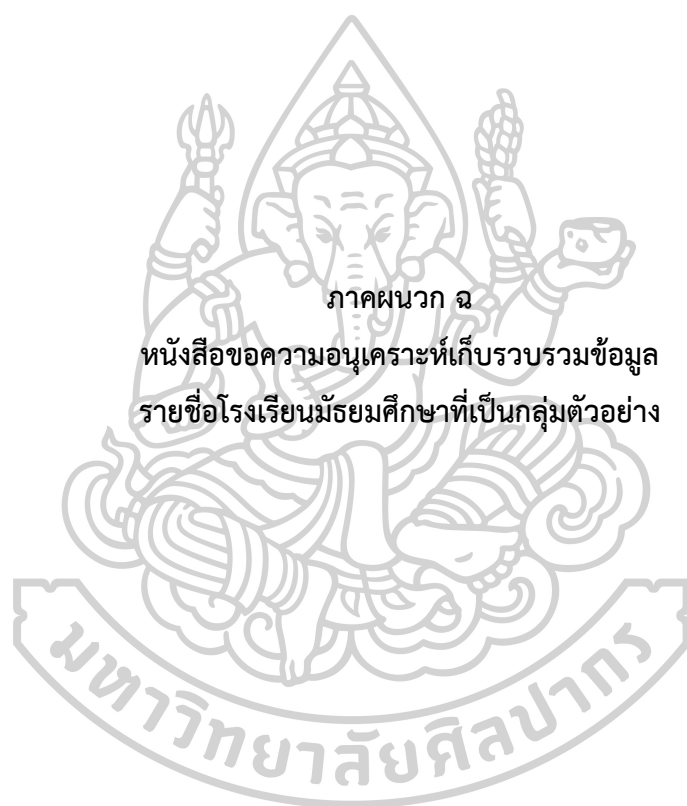 ภาคผนวก ฉ
หนังสือขอความอนุเคราะห์เก็บรวบรวมข้อมูล
รายชื่อโรงเรียนมัธยมศึกษาที่เป็นกลุ่มตัวอย่าง
มหาวิทยาลัยศิลปากร